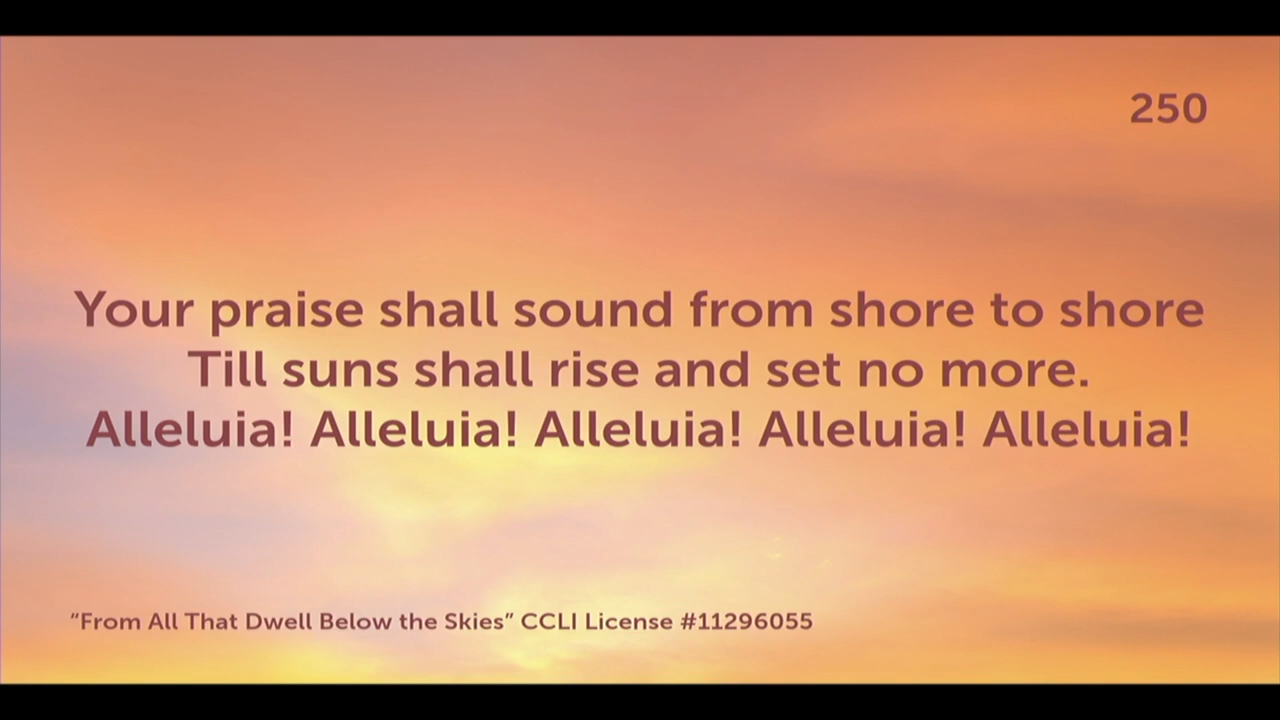 250
Your praise shall sound from shore to shore
Till suns shall rise and set no more.
Alleluia! Alleluia! Alleluia! Alleluia! Alleluia!
“From All That Dwell Below the Skies” CCLI License #11296055